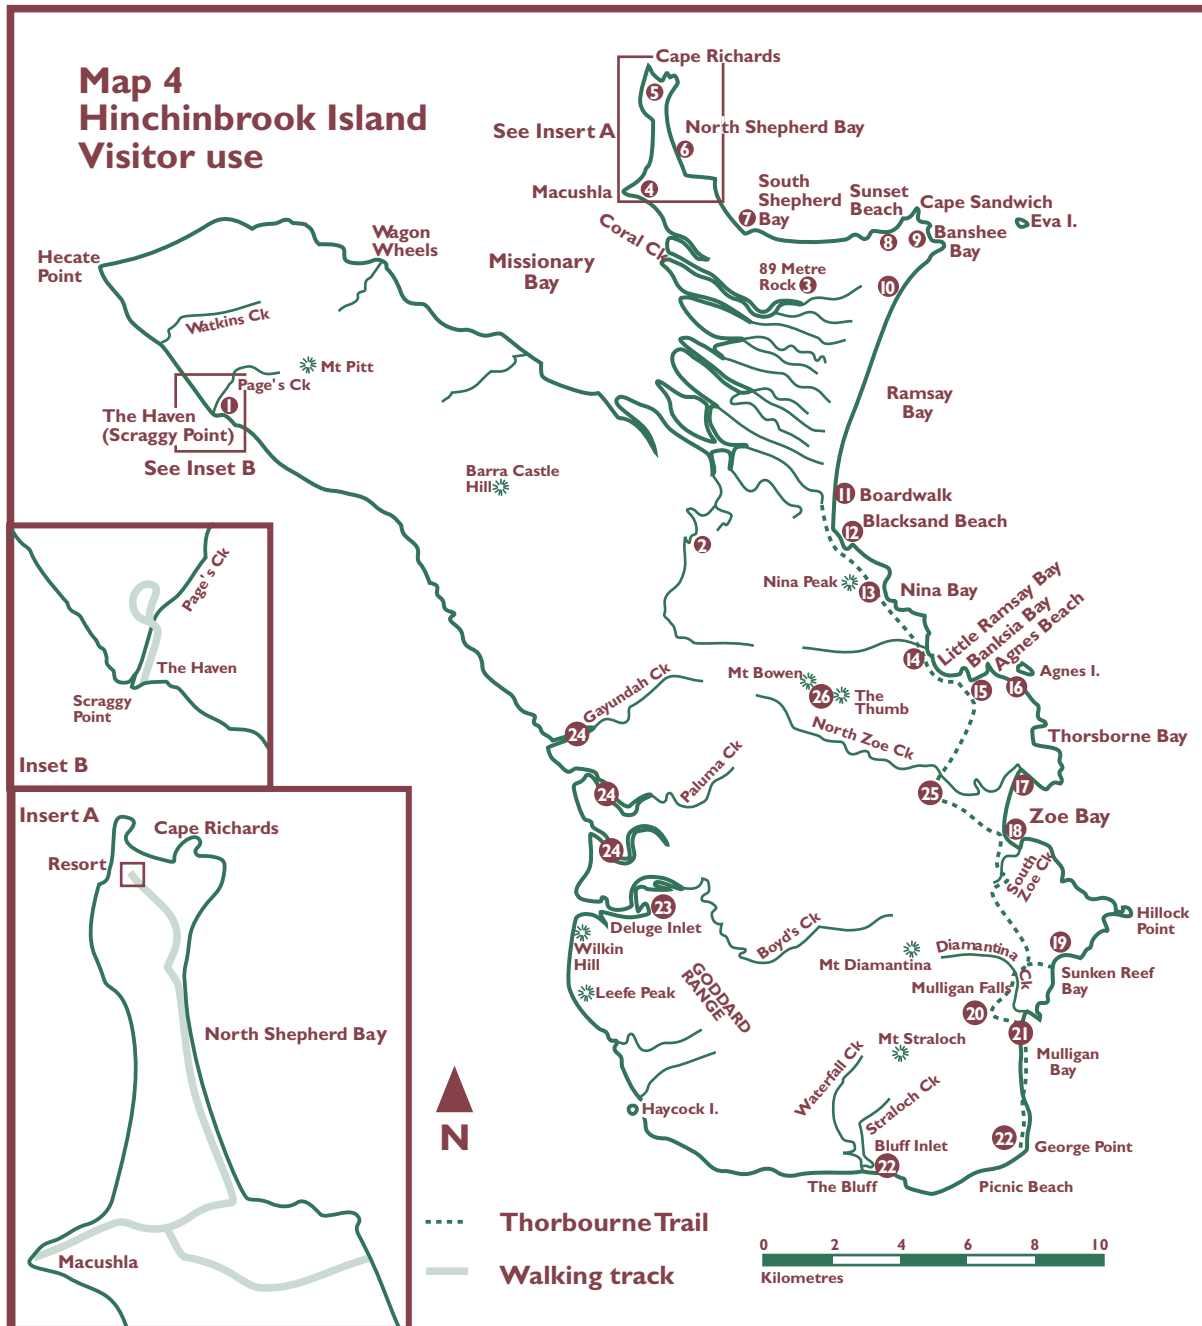 Map 4
Hinchinbrook Island
Visitor use
Cape Richards
5
See Insert A
North Shepherd Bay
6
Macushla
4
South
Shepherd
Bay
7
Sunset
Beach
8
Cape Sandwich
9
Banshee
Bay
Eva I.
Coral Ck
Hecate
Point
Wagon
Wheels
Missionary
Bay
89 Metre
Rock 3
10
Watkins Ck
Mt Pitt
Page's Ck
1
The Haven
(Scraggy Point)
See Inset B
Ramsay
Bay
Barra Castle
Hill
11 Boardwalk
12 Blacksand Beach
2
Nina Peak
13
Nina Bay
Little Ramsay Bay
Banksia Bay
Agnes Beach
14
15
16
Agnes I.
Mt Bowen
26
The
Thumb
Gayundah Ck
24
North Zoe Ck
Thorsborne Bay
Paluma Ck
24
25
17
Zoe Bay
18
24
South
Zoe Ck
23
Deluge Inlet
Hillock
Point
Boyd's Ck
Wilkin
Hill
Diamantina
Ck
19
Mt Diamantina
Sunken Reef
Bay
Leefe Peak
GODDARD
RANGE
Mulligan Falls
20
21
Mt Straloch
Mulligan
Bay
Waterfall Ck
Straloch Ck
Haycock I.
22
George Point
Bluff Inlet
22
The Bluff
Picnic Beach
Page's Ck
The Haven
Scraggy
Point
Inset B
Insert A
Cape Richards
Resort
North Shepherd Bay
Macushla
N
Thorbourne Trail
Walking track
0 2 4 6 8 10
Kilometres